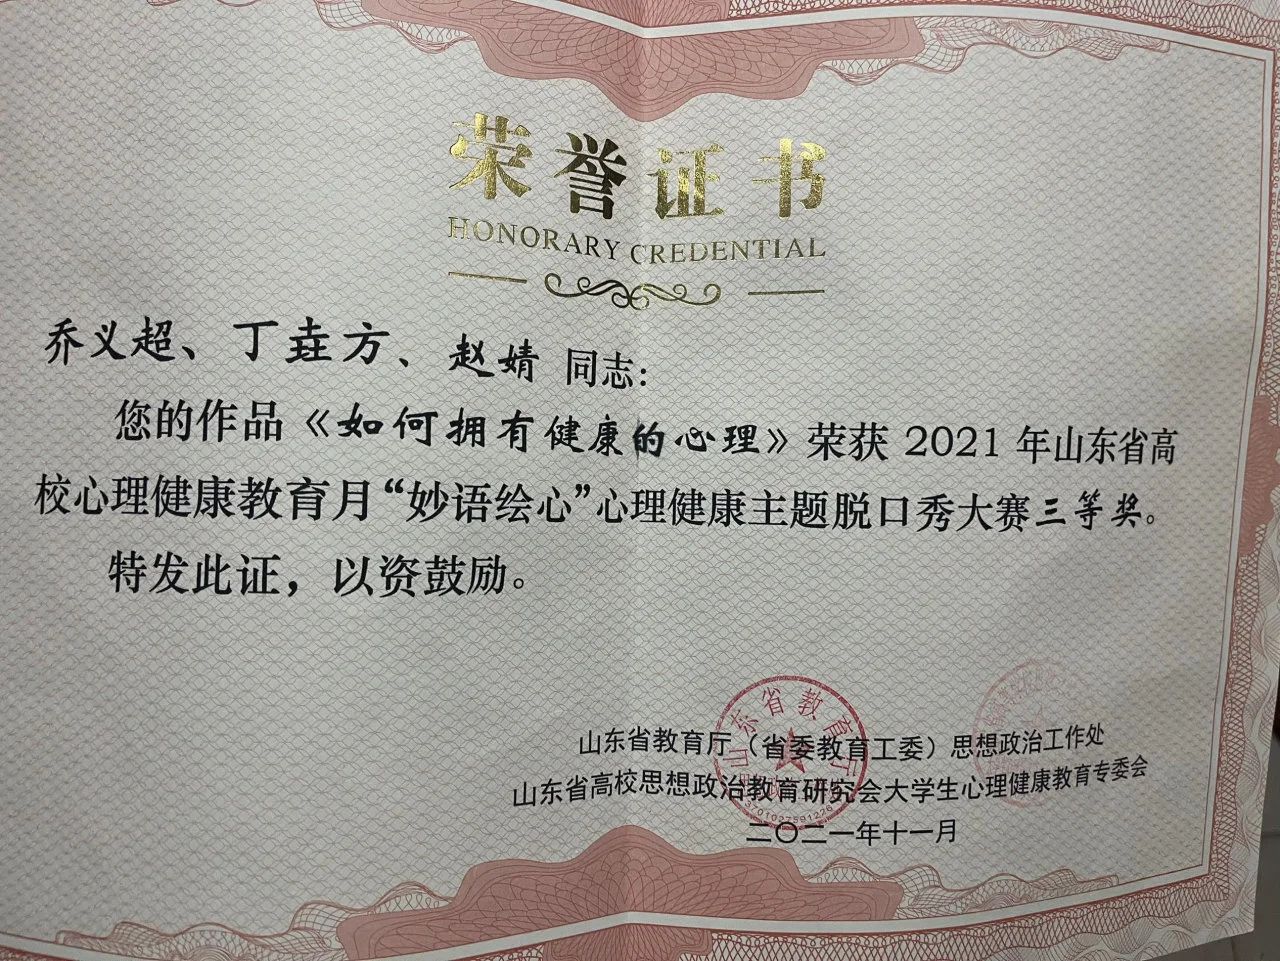 荣誉证书
HONORARY CREDENTIAL
乔义超、丁垚方、赵婧 同志:
您的作品《如何拥有健康的心理》荣获 2021 年山东省高
校心理健康教育月“妙语绘心”心理健康主题脱口秀大赛三等奖。
特发此证，以资鼓励。
山东省教育厅（省委教育工委）思想政治工作处
山东省高校思想政治教育研究会大学生心理健康教育专委会
二〇二一年十一月
山东省教育厅